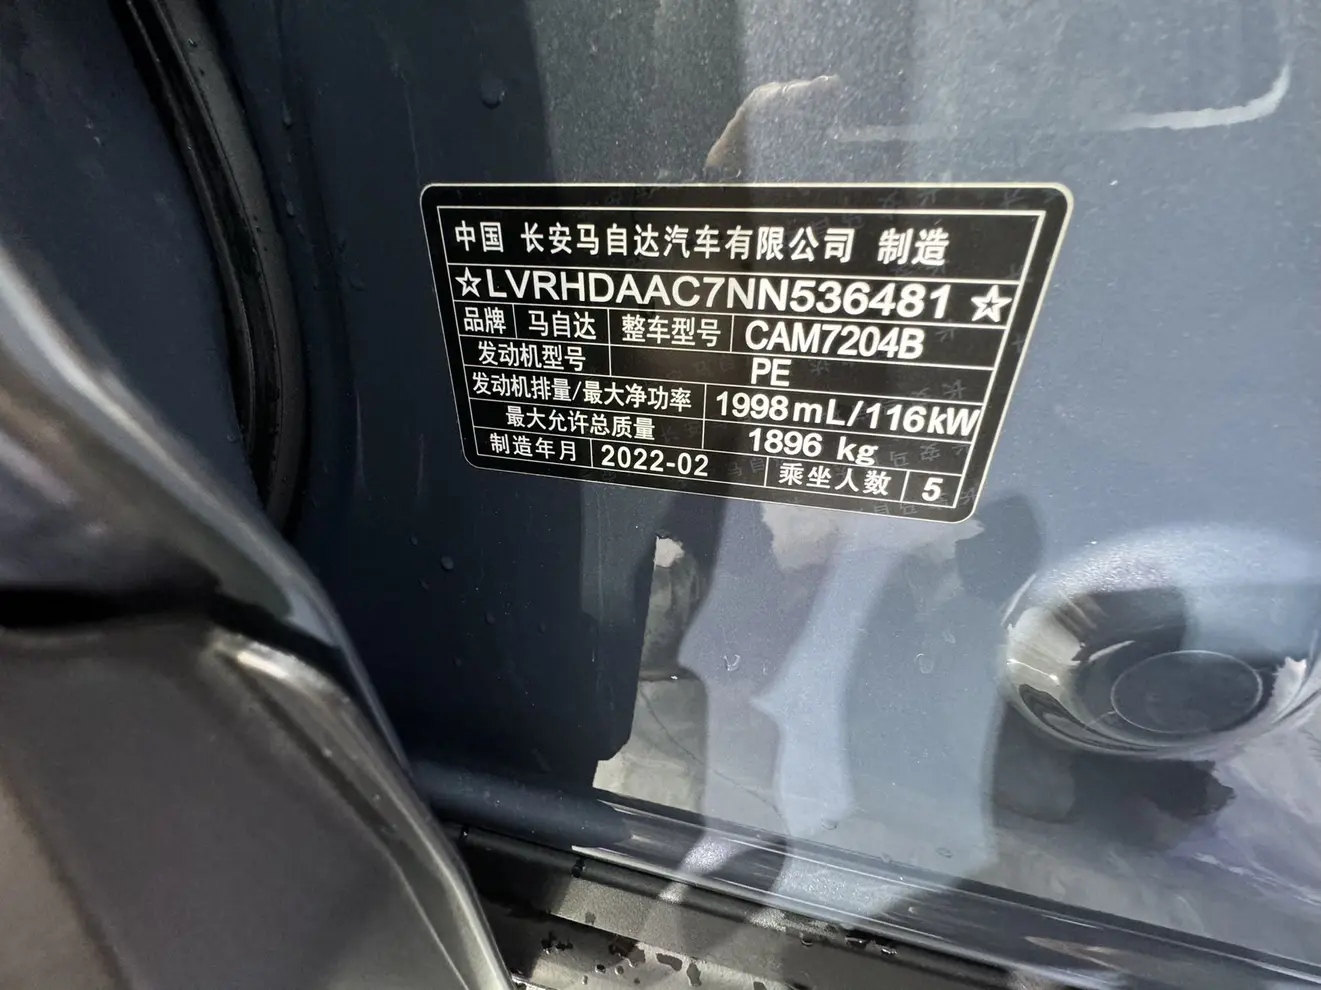 中国 长安马自达汽车有限公司 制造
☆LVRHDAAC7NN536481☆
品牌 马自达 整车型号 CAM7204B
发动机型号 PE
发动机排量/最大净功率 1998mL/116kW
最大允许总质量 1896 kg
制造年月 2022-02 乘坐人数 5